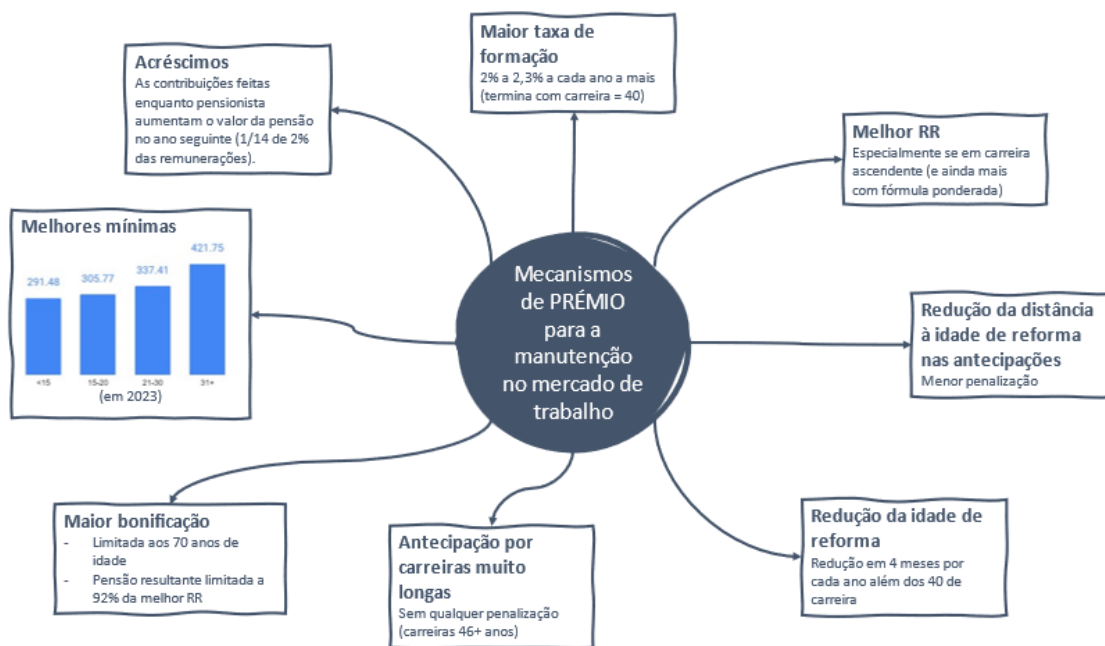 Maior taxa de
formação
2% a 2,3% a cada ano a mais
(termina com carreira = 40)
Acréscimos
As contribuições feitas
enquanto pensionista
aumentam o valor da pensão
no ano seguinte (1/14 de 2%
das remunerações).
Melhor RR
Especialmente se em carreira
ascendente (e ainda mais
com fórmula ponderada)
Melhores mínimas
291.48
305.77
337.41
421.75
<15
15-20
21-30
31+
(em 2023)
Mecanismos
de PRÉMIO
para a
manutenção
no mercado de
trabalho
Redução da distância
à idade de reforma
nas antecipações
Menor penalização
Maior bonificação
- Limitada aos 70 anos de
idade
- Pensão resultante limitada a
92% da melhor RR
Antecipação por
carreiras muito
longas
Sem qualquer penalização
(carreiras 46+ anos)
Redução da idade de
reforma
Redução em 4 meses por
cada ano além dos 40 de
carreira